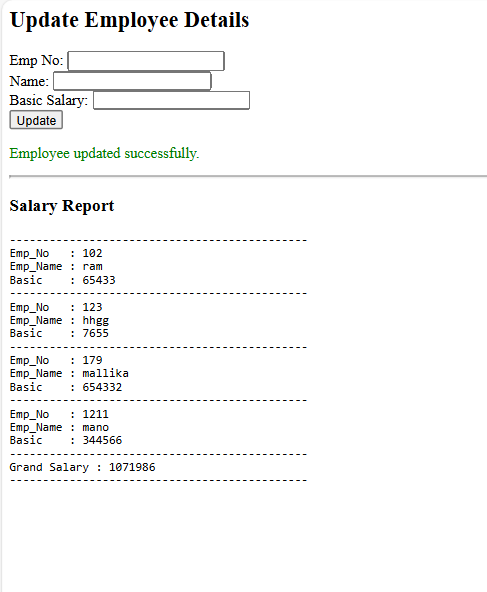 Update Employee Details
Emp No:
Name:
Basic Salary:
Update
Employee updated successfully.
Salary Report
--------------------------------------------
Emp_No   : 102
Emp_Name : ram
Basic    : 65433
--------------------------------------------
Emp_No   : 123
Emp_Name : hhgg
Basic    : 7655
--------------------------------------------
Emp_No   : 179
Emp_Name : mallika
Basic    : 654332
--------------------------------------------
Emp_No   : 1211
Emp_Name : mano
Basic    : 344566
--------------------------------------------
Grand Salary : 1071986
--------------------------------------------